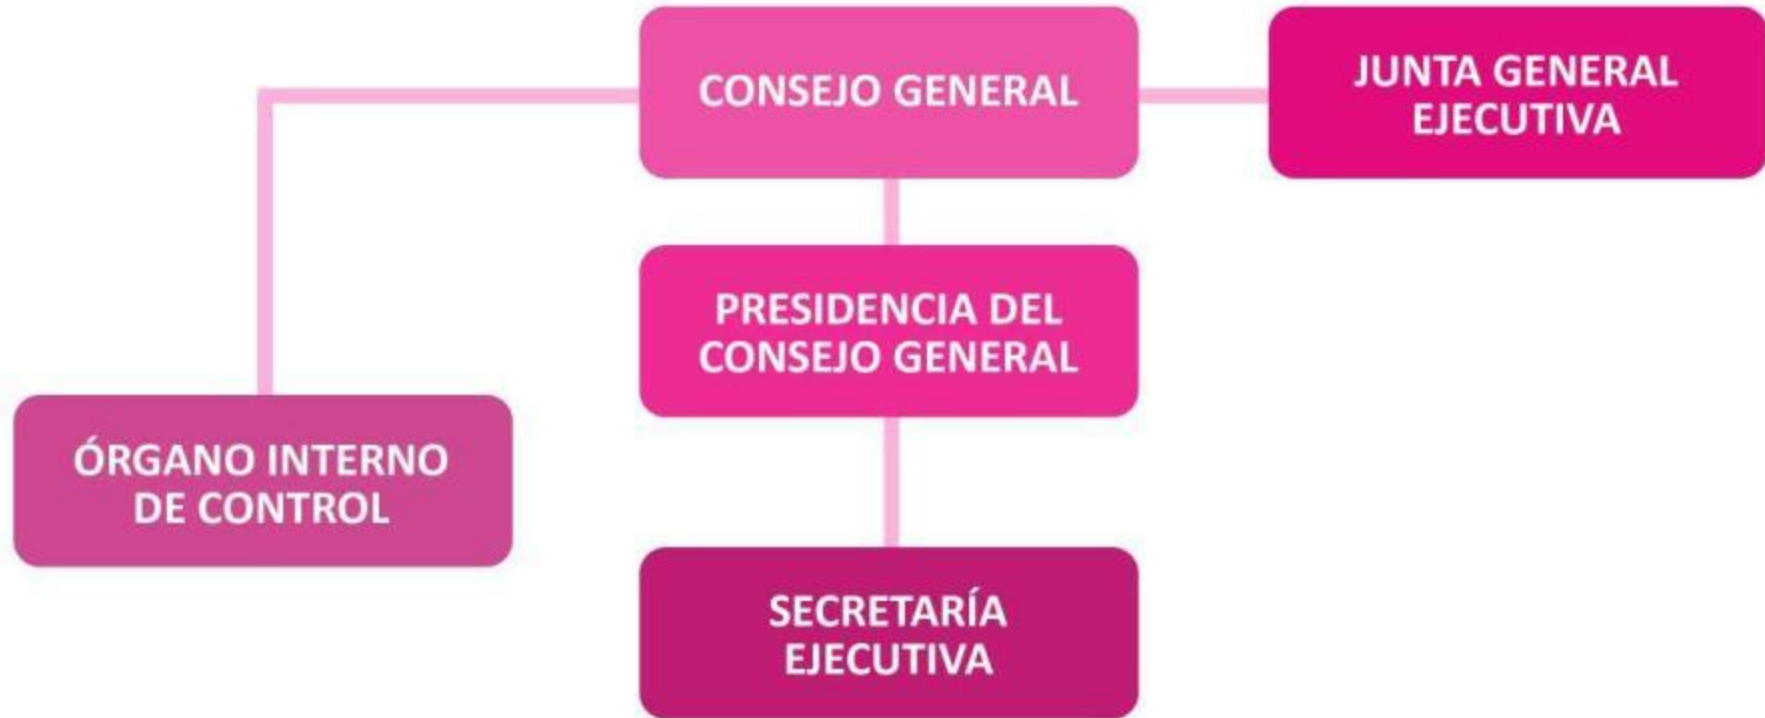 CONSEJO GENERAL
JUNTA GENERAL
EJECUTIVA
PRESIDENCIA DEL
CONSEJO GENERAL
ÓRGANO INTERNO
DE CONTROL
SECRETARÍA
EJECUTIVA